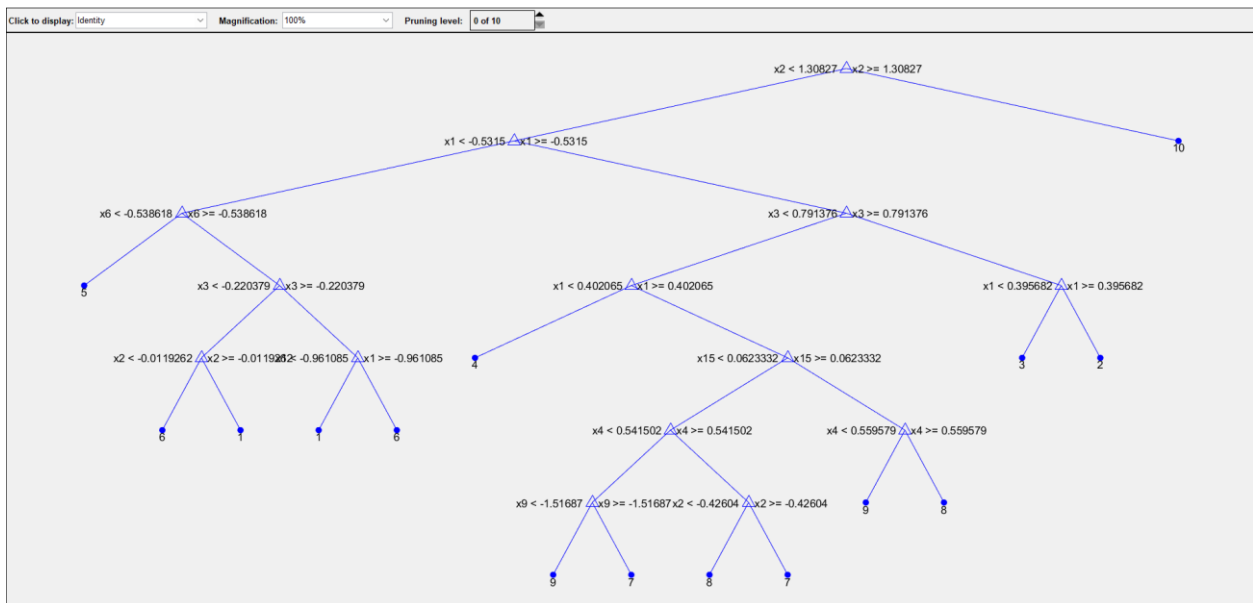 Click to display: Identity Magnification: 100% Pruning level: 0 of 10
x2 < 1.30827 x2 >= 1.30827
x1 < -0.5315 x1 >= -0.5315
10
x6 < -0.538618 x6 >= -0.538618 x3 < 0.791376 x3 >= 0.791376
5
x3 < -0.220379 x3 >= -0.220379 x1 < 0.402065 x1 >= 0.402065 x1 < 0.395682 x1 >= 0.395682
x2 < -0.0119262 x2 >= -0.0119262 x1 < -0.961085 x1 >= -0.961085 4 x15 < 0.0623332 x15 >= 0.0623332 3 2
6 1 1 6 x4 < 0.541502 x4 >= 0.541502 x4 < 0.559579 x4 >= 0.559579
x9 < -1.51687 x9 >= -1.51687 x2 < -0.42604 x2 >= -0.42604 9 8
9 7 8 7